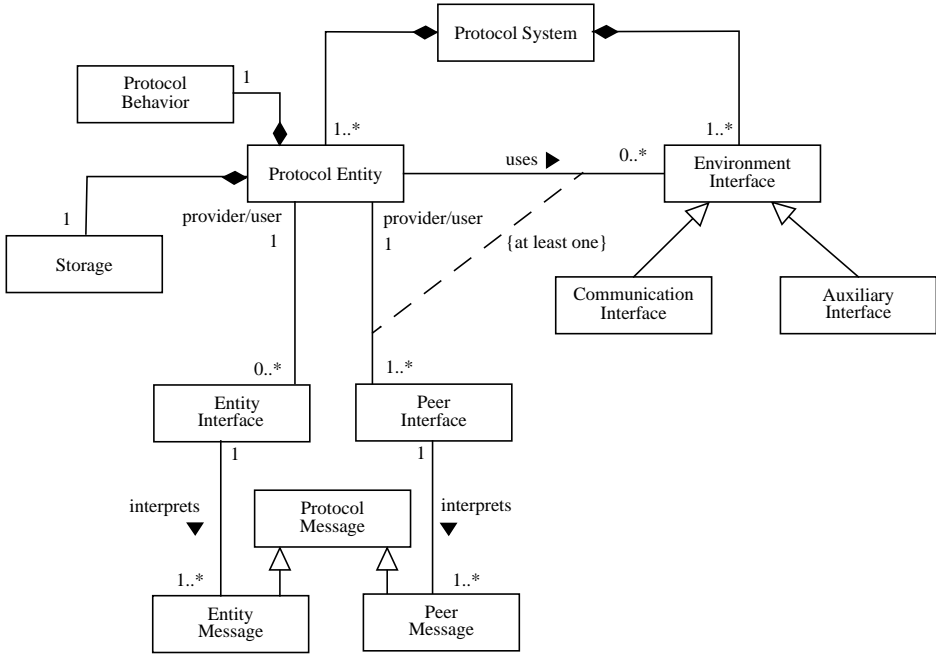 Protocol System
Protocol
Behavior
1
1..*
1..*
Protocol Entity
uses
0..*
Environment
Interface
1
provider/user
1
provider/user
1
{at least one}
Storage
Communication
Interface
Auxiliary
Interface
0..*
1..*
Entity
Interface
Peer
Interface
1
1
interprets
Protocol
Message
interprets
1..*
1..*
Entity
Message
Peer
Message